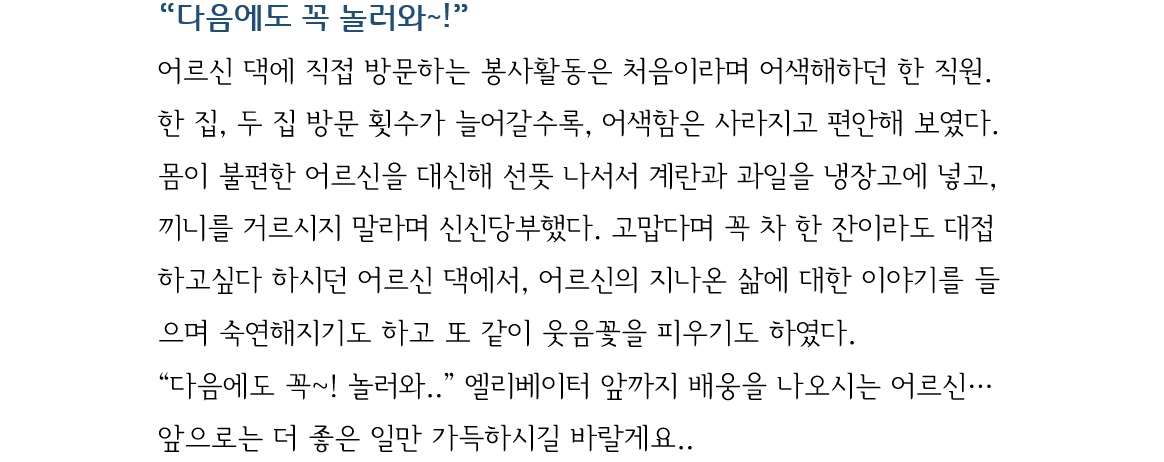 “다음에도 꼭 놀러와~!”
어르신 댁에 직접 방문하는 봉사활동은 처음이라며 어색해하던 한 직원.
한 집, 두 집 방문 횟수가 늘어갈수록, 어색함은 사라지고 편안해 보였다.
몸이 불편한 어르신을 대신해 선뜻 나서서 계란과 과일을 냉장고에 넣고,
끼니를 거르시지 말라며 신신당부했다. 고맙다며 꼭 차 한 잔이라도 대접
하고싶다 하시던 어르신 댁에서, 어르신의 지나온 삶에 대한 이야기를 들
으며 숙연해지기도 하고 또 같이 웃음꽃을 피우기도 하였다.
“다음에도 꼭~! 놀러와..” 엘리베이터 앞까지 배웅을 나오시는 어르신…
앞으로는 더 좋은 일만 가득하시길 바랄게요..